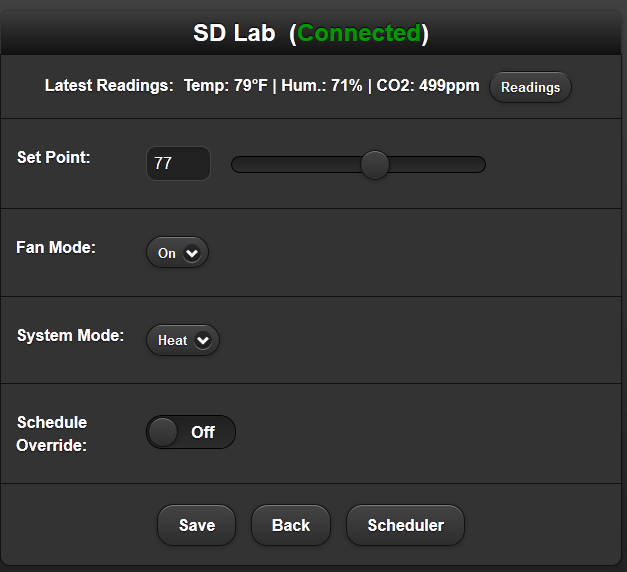 SD Lab (Connected)
Latest Readings: Temp: 79°F | Hum.: 71% | CO2: 499ppm Readings
Set Point: 77
Fan Mode: On
System Mode: Heat
Schedule
Override: Off
Save Back Scheduler